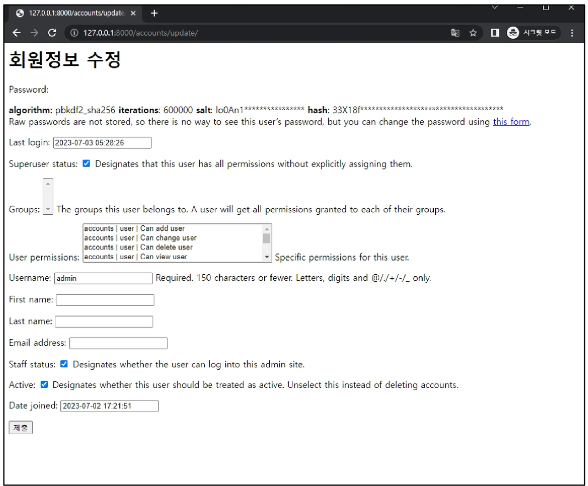 127.0.0.1:8000/accounts/update
127.0.0.1:8000/accounts/update/
시크릿 모드
회원정보 수정
Password:
algorithm: pbkdf2_sha256 iterations: 600000 salt: lo0An1**************** hash: 33X18f**************************************
Raw passwords are not stored, so there is no way to see this user's password, but you can change the password using this form.
Last login: 2023-07-03 05:28:26
Superuser status: Designates that this user has all permissions without explicitly assigning them.
Groups: The groups this user belongs to. A user will get all permissions granted to each of their groups.
accounts | user | Can add user
accounts | user | Can change user
accounts | user | Can delete user
accounts | user | Can view user
User permissions: Specific permissions for this user.
Username: admin Required. 150 characters or fewer. Letters, digits and @/./+/-/_ only.
First name:
Last name:
Email address:
Staff status: Designates whether the user can log into this admin site.
Active: Designates whether this user should be treated as active. Unselect this instead of deleting accounts.
Date joined: 2023-07-02 17:21:51
제출